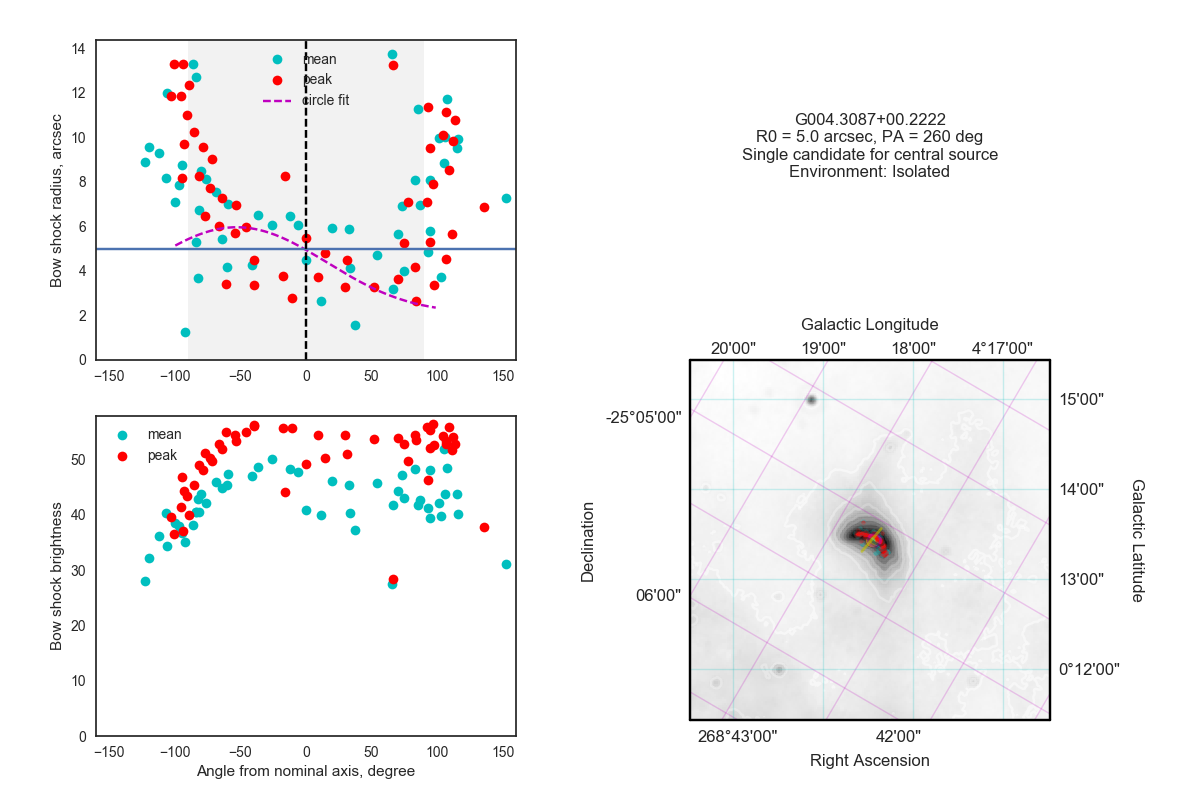 14
12
10
8
6
4
2
0
Bow shock radius, arcsec
mean
peak
circle fit
−150
−100
−50
0
50
100
150
50
40
30
20
10
0
Bow shock brightness
mean
peak
−150
−100
−50
0
50
100
150
Angle from nominal axis, degree
G004.3087+00.2222
R0 = 5.0 arcsec, PA = 260 deg
Single candidate for central source
Environment: Isolated
Galactic Longitude
20'00"
19'00"
18'00"
4°17'00"
-25°05'00"
06'00"
Declination
15'00"
14'00"
13'00"
0°12'00"
Galactic Latitude
268°43'00"
42'00"
Right Ascension